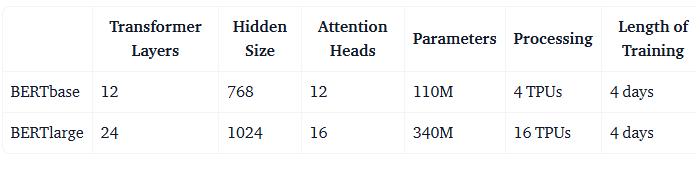 Transformer Layers Hidden Size Attention Heads Parameters Processing Length of Training
BERTbase 12 768 12 110M 4 TPUs 4 days
BERTlarge 24 1024 16 340M 16 TPUs 4 days